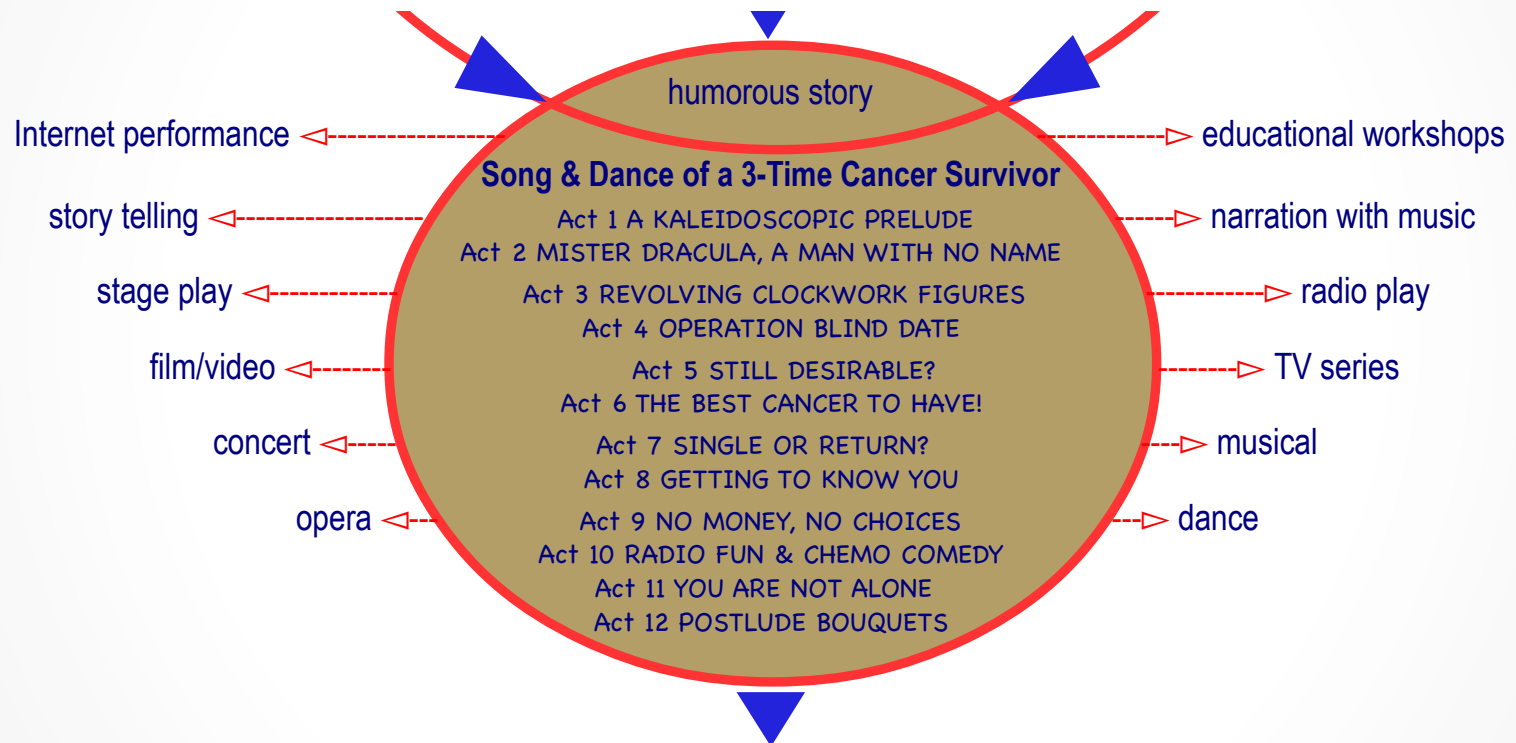 humorous story
Internet performance
educational workshops
Song & Dance of a 3-Time Cancer Survivor
story telling
Act 1 A KALEIDOSCOPIC PRELUDE
narration with music
Act 2 MISTER DRACULA, A MAN WITH NO NAME
stage play
Act 3 REVOLVING CLOCKWORK FIGURES
radio play
Act 4 OPERATION BLIND DATE
film/video
Act 5 STILL DESIRABLE?
TV series
Act 6 THE BEST CANCER TO HAVE!
concert
Act 7 SINGLE OR RETURN?
musical
Act 8 GETTING TO KNOW YOU
opera
Act 9 NO MONEY, NO CHOICES
dance
Act 10 RADIO FUN & CHEMO COMEDY
Act 11 YOU ARE NOT ALONE
Act 12 POSTLUDE BOUQUETS